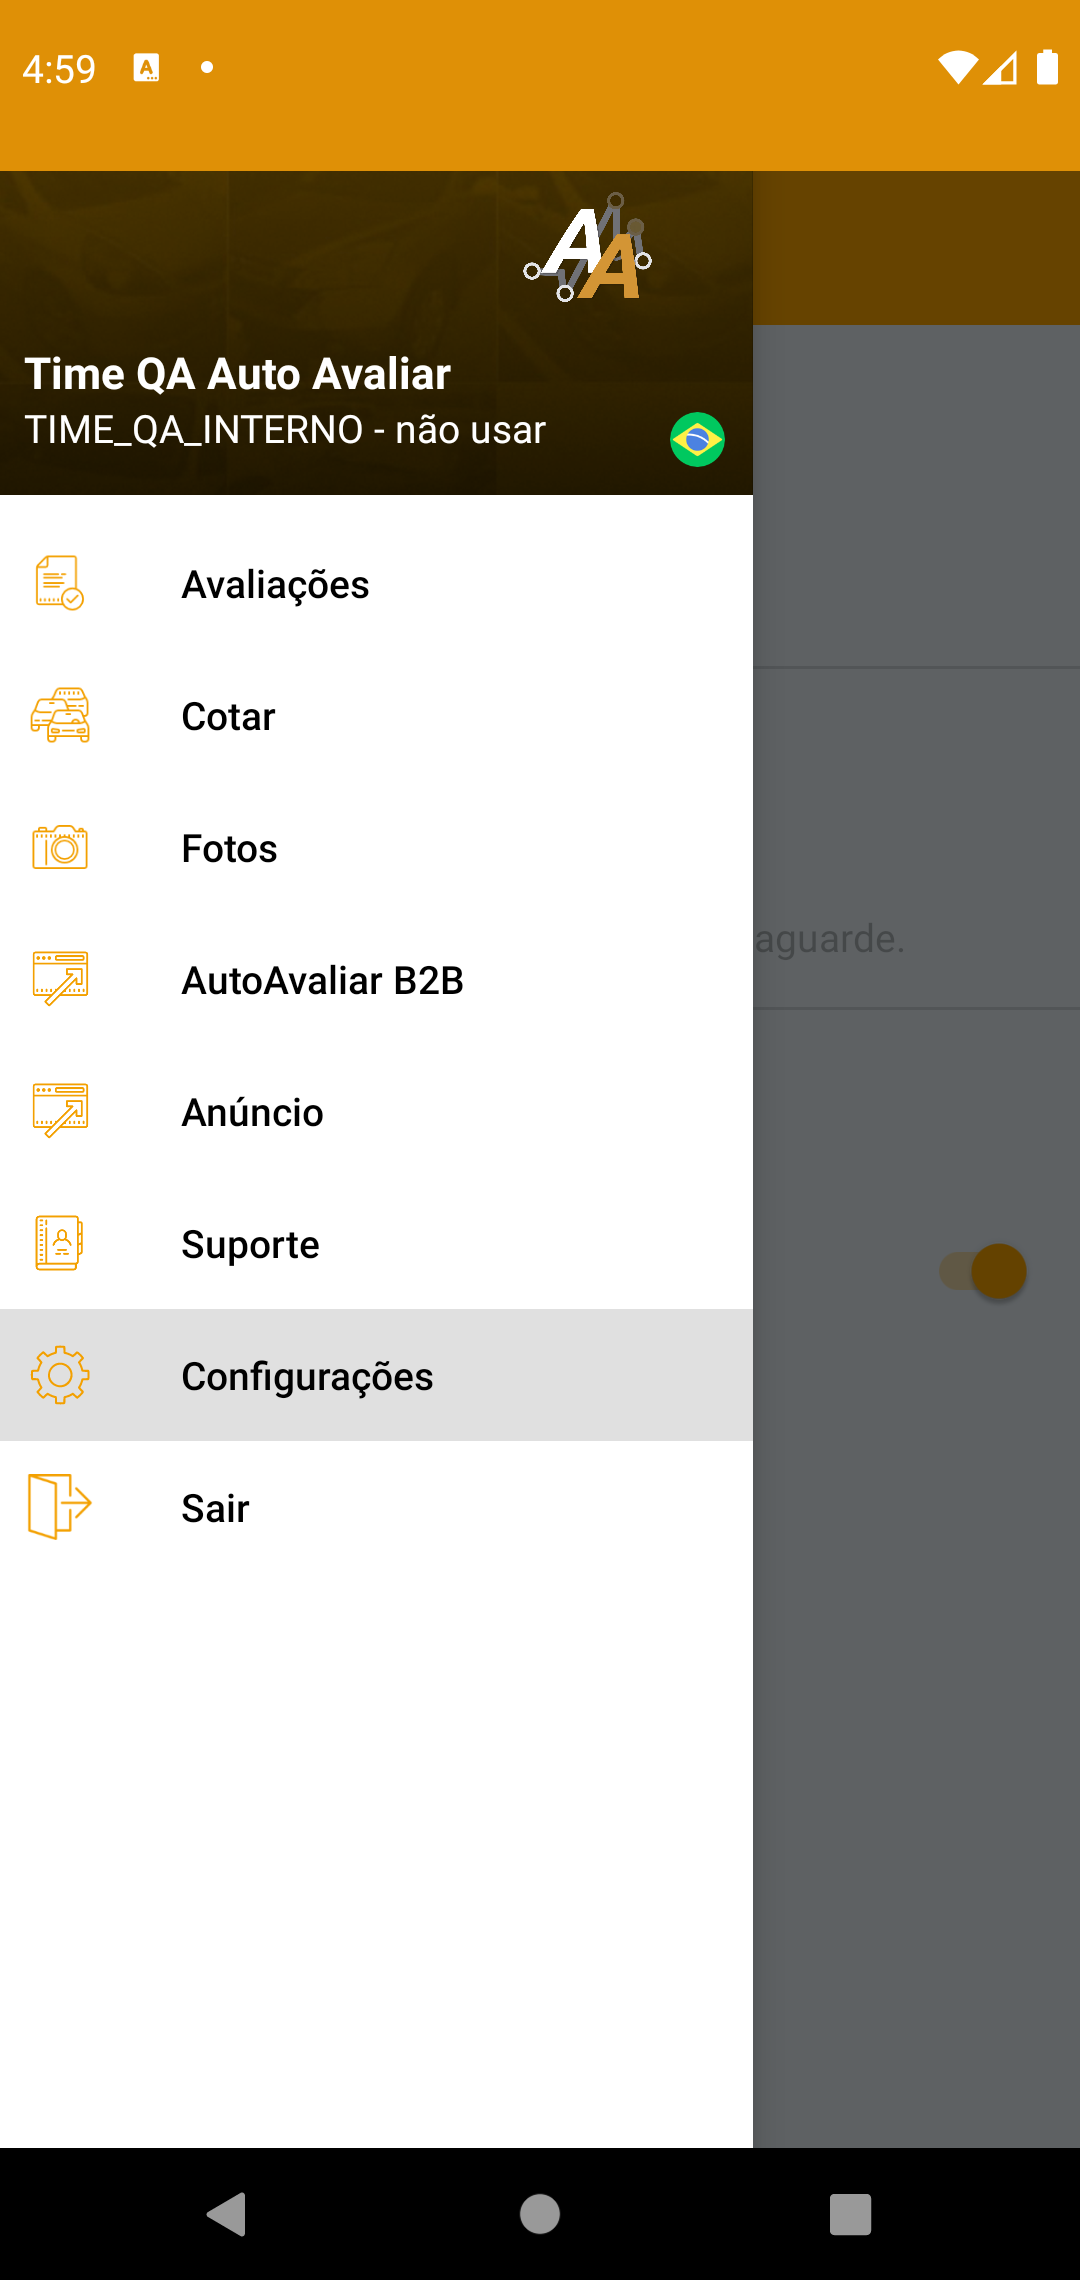 4:59
AA
Time QA Auto Avaliar
TIME_QA_INTERNO - não usar
Avaliações
Cotar
Fotos
aguarde.
AutoAvaliar B2B
Anúncio
Suporte
Configurações
Sair